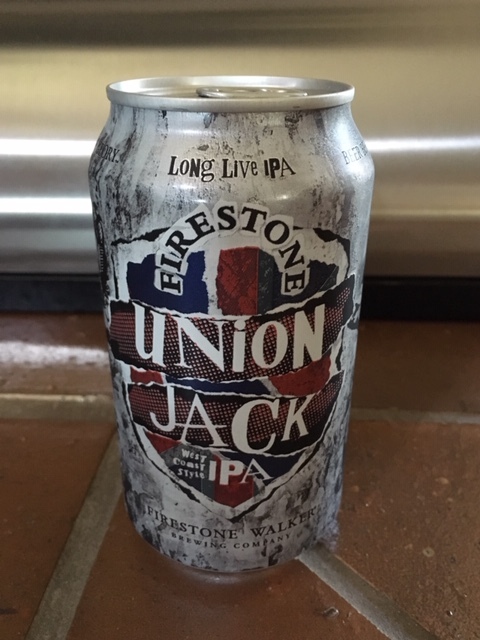 LONG LIVE IPA
FIRESTONE
UNiON
JACK
WEST
COAST
STYLE
IPA
FIRESTONE WALKER
BREWING COMPANY